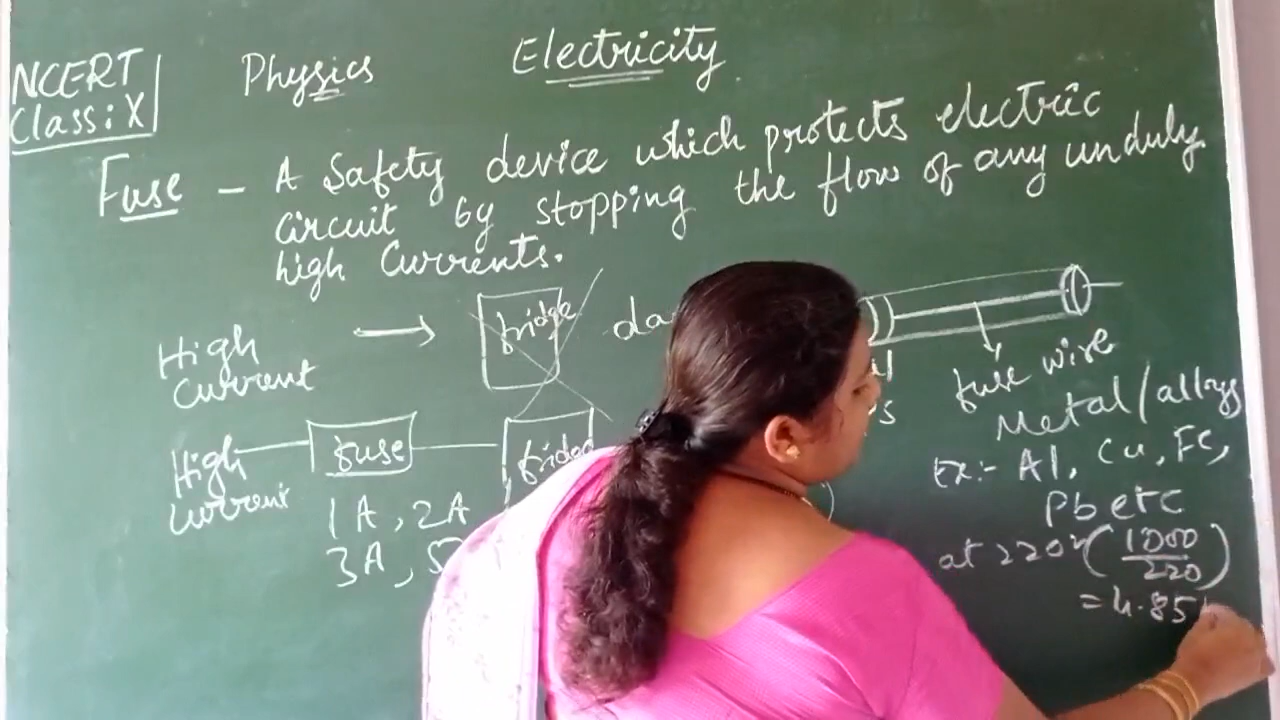 NCERT
Class: X
Physics
Electricity
Fuse - A Safety device which protects electric
circuit by stopping the flow of any unduly
high Currents.
High
Current
fridge
fuse wire
Metal/alloys
Ex:- Al, Cu, Fe,
Pb etc
at 220v (1000/220)
= 4.85
High
Current
fuse
1A, 2A
3A,